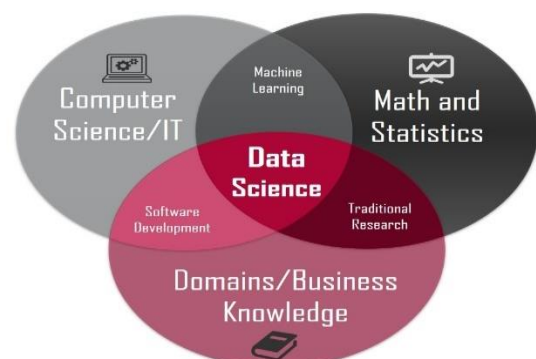 Machine
Learning
Computer
Science/IT
Math and
Statistics
Data
Science
Software
Development
Traditional
Research
Domains/Business
Knowledge